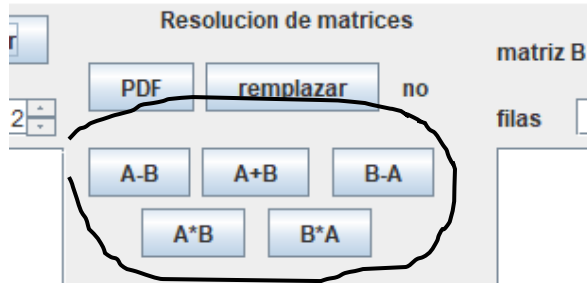 Resolucion de matrices
r
matriz B
PDF remplazar no
2
filas
A-B A+B B-A
A*B B*A